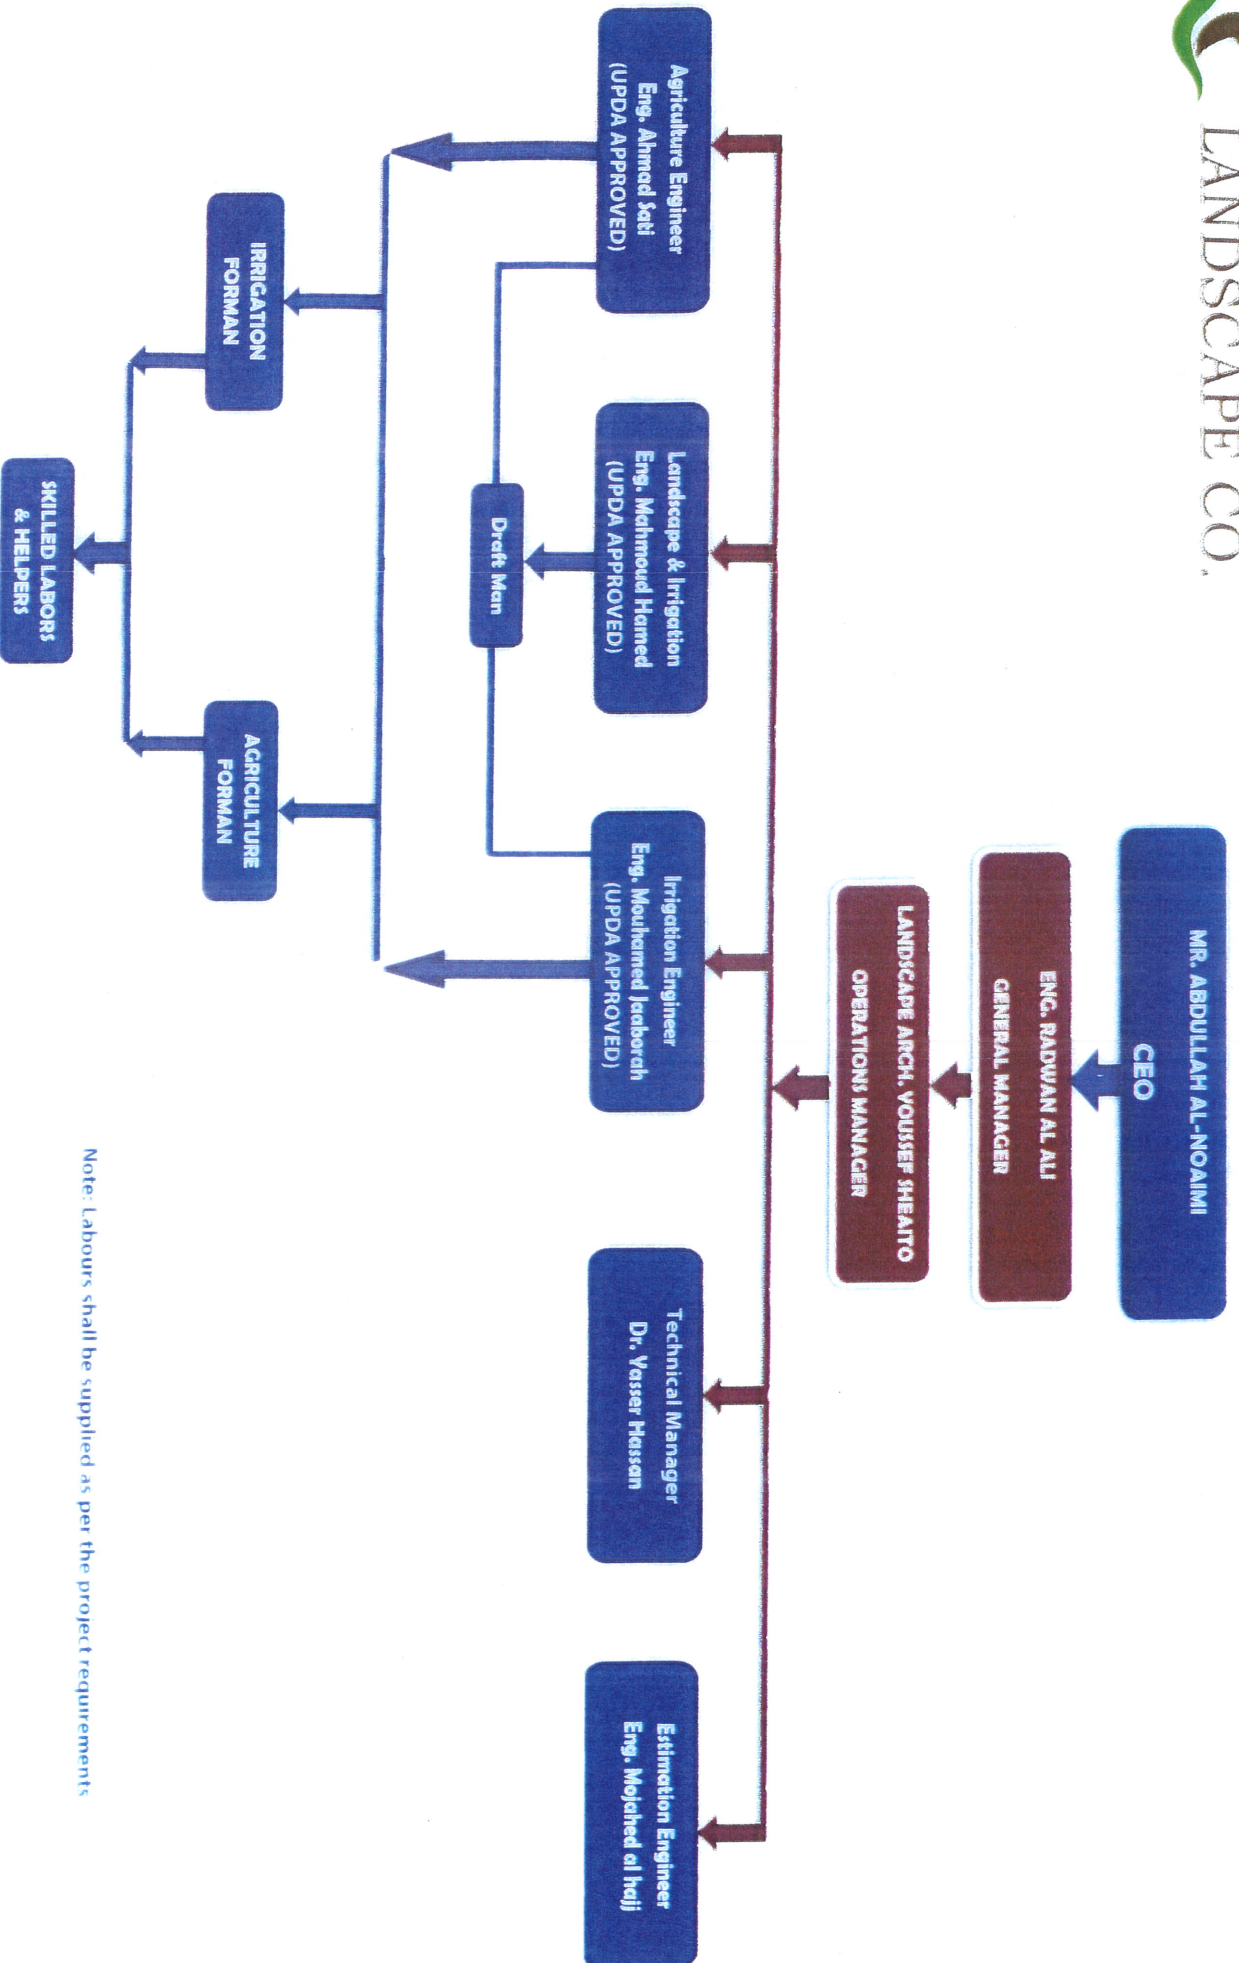 LANDSCAPE CO.
MR. ABDULLAH AL-NOAIMI
CEO
ENG. RADWAN AL ALI
GENERAL MANAGER
LANDSCAPE ARCH. YOUSSEF SHEAITO
OPERATIONS MANAGER
Agriculture Engineer
Eng. Ahmad Sati
(UPDA APPROVED)
Landscape & Irrigation
Eng. Mahmoud Hamed
(UPDA APPROVED)
Irrigation Engineer
Eng. Mouhamed Jaaborah
(UPDA APPROVED)
Technical Manager
Dr. Yasser Hassan
Estimation Engineer
Eng. Mojahed al hajj
Draft Man
IRRIGATION
FORMAN
AGRICULTURE
FORMAN
SKILLED LABORS
& HELPERS
Note: Labours shall be supplied as per the project requirements